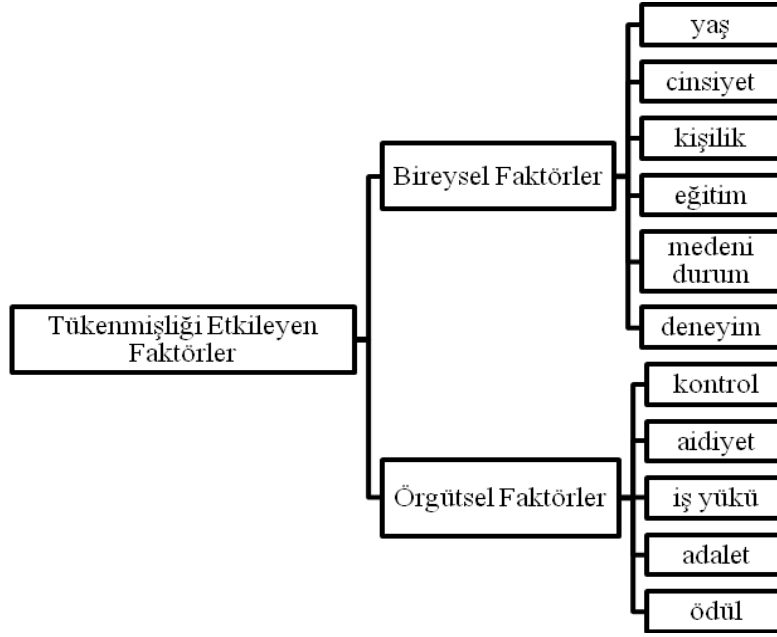 Tükenmişliği Etkileyen
Faktörler
Bireysel Faktörler
yaş
cinsiyet
kişilik
eğitim
medeni
durum
deneyim
Örgütsel Faktörler
kontrol
aidiyet
iş yükü
adalet
ödül